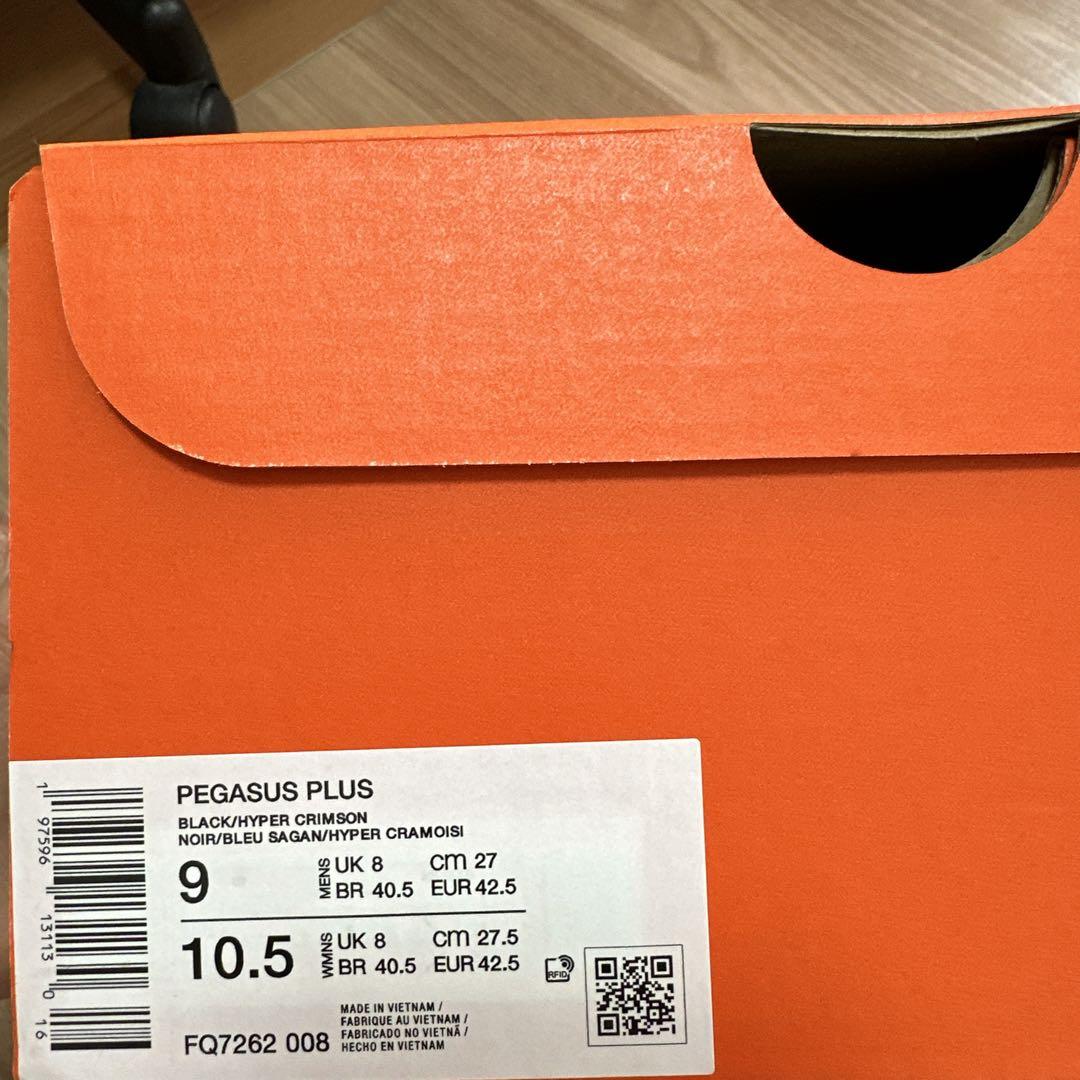 PEGASUS PLUS
BLACK/HYPER CRIMSON
NOIR/BLEU SAGAN/HYPER CRAMOISI
9 MENS UK 8 CM 27
BR 40.5 EUR 42.5
10.5 WMNS UK 8 CM 27.5
BR 40.5 EUR 42.5
RFID
FQ7262 008
MADE IN VIETNAM /
FABRIQUE AU VIETNAM /
FABRICADO NO VIETNÃ /
HECHO EN VIETNAM
1 97596 13113 0 16